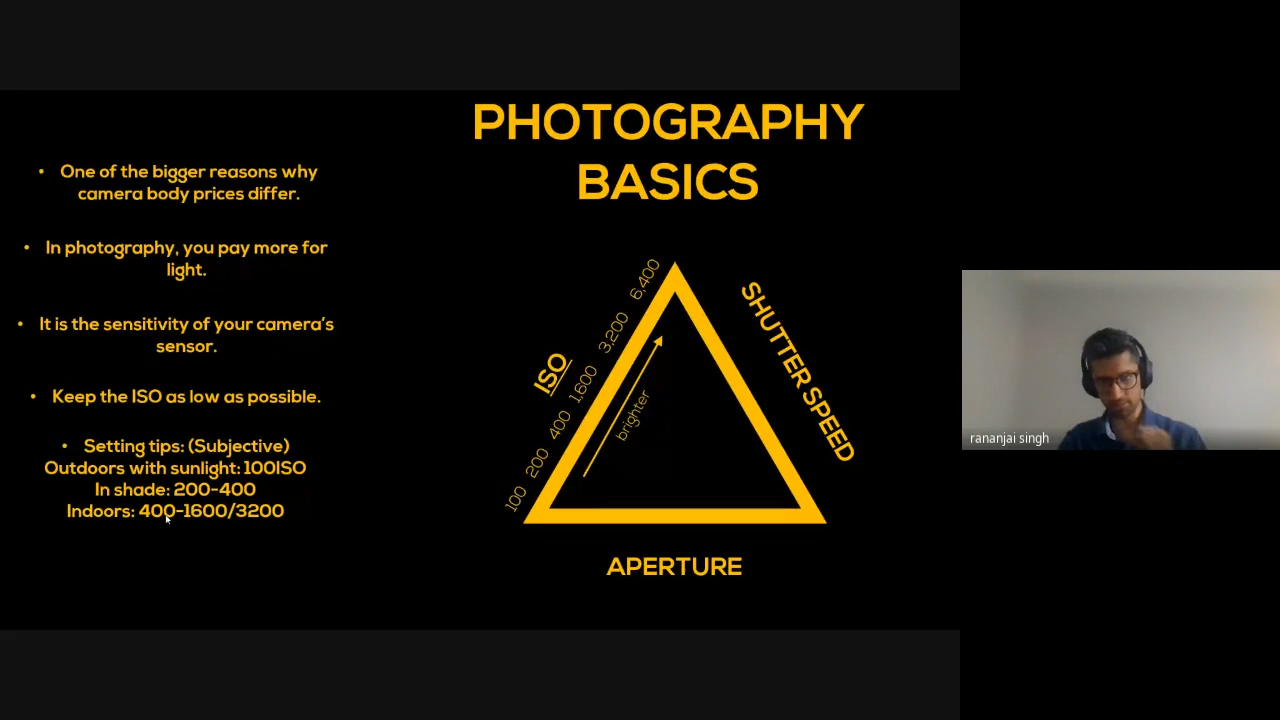 PHOTOGRAPHY
BASICS
• One of the bigger reasons why
camera body prices differ.
• In photography, you pay more for
light.
• It is the sensitivity of your camera's
sensor.
• Keep the ISO as low as possible.
• Setting tips: (Subjective)
Outdoors with sunlight: 100ISO
In shade: 200-400
Indoors: 400-1600/3200
ISO
100 200 400 1,600 3,200 6,400
brighter
SHUTTER SPEED
APERTURE
rananjai singh